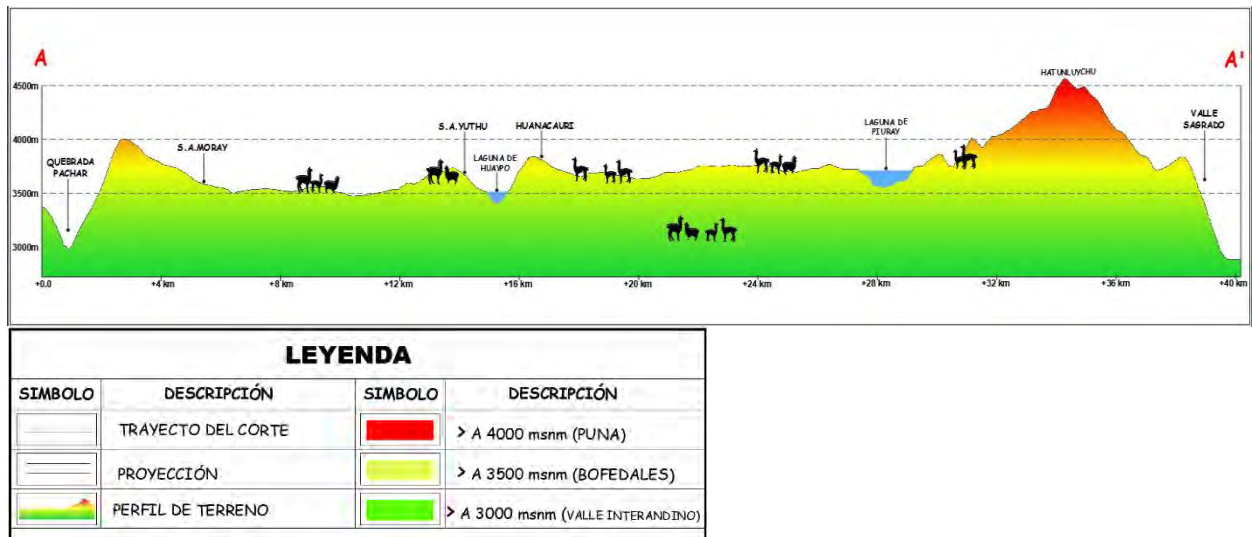 A
A'
HATUNLUYCHU
4500m
4000m
3500m
3000m
QUEBRADA
PACHAR
S.A.MORAY
S.A.YUTHU
LAGUNA DE
HUAYPO
HUANACAURI
LAGUNA DE
PIURAY
VALLE
SAGRADO
+0.0 +4 km +8 km +12 km +16 km +20 km +24 km +28 km +32 km +36 km +40 km
LEYENDA
SIMBOLO DESCRIPCIÓN SIMBOLO DESCRIPCIÓN
TRAYECTO DEL CORTE > A 4000 msnm (PUNA)
PROYECCIÓN > A 3500 msnm (BOFEDALES)
PERFIL DE TERRENO > A 3000 msnm (VALLE INTERANDINO)